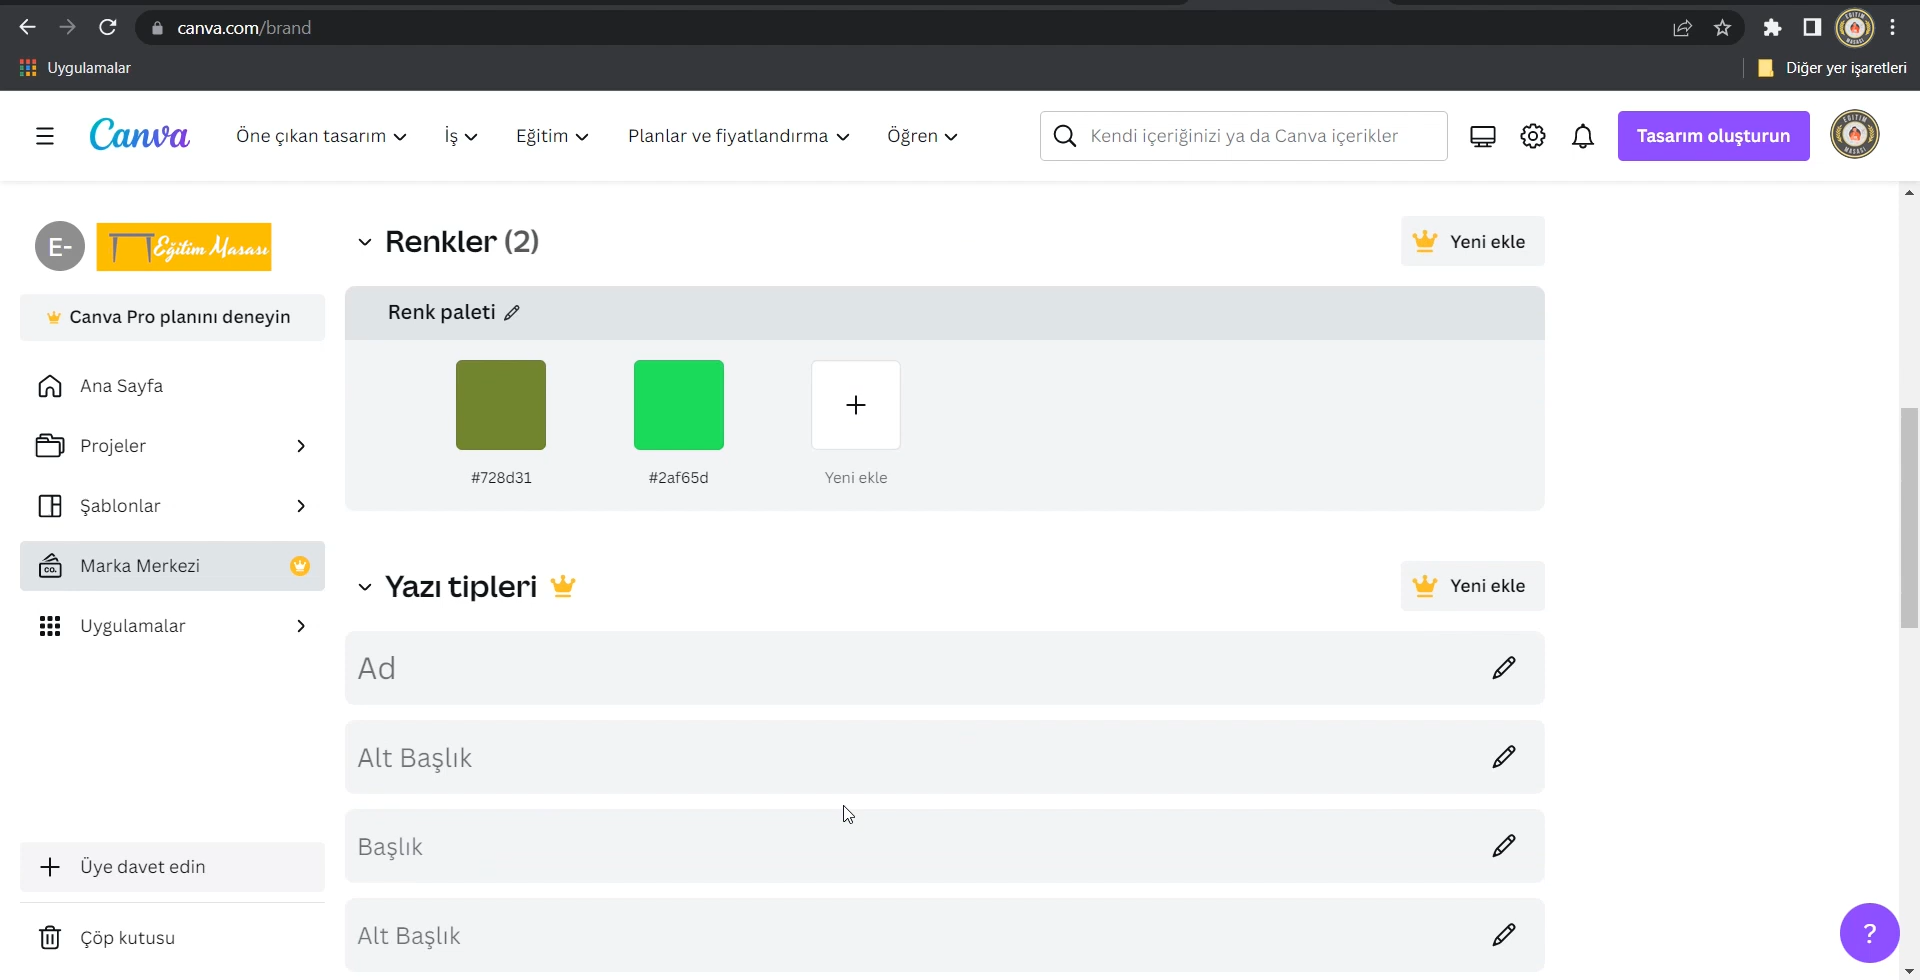 canva.com/brand
Uygulamalar
Diğer yer işaretleri
Canva
Öne çıkan tasarım
İş
Eğitim
Planlar ve fiyatlandırma
Öğren
Kendi içeriğinizi ya da Canva içerikler
Tasarım oluşturun
E-
Eğitim Masası
Canva Pro planını deneyin
Ana Sayfa
Projeler
Şablonlar
CO.
Marka Merkezi
Uygulamalar
Üye davet edin
Çöp kutusu
Renkler (2)
Yeni ekle
Renk paleti
#728d31
#2af65d
Yeni ekle
Yazı tipleri
Yeni ekle
Ad
Alt Başlık
Başlık
Alt Başlık
?